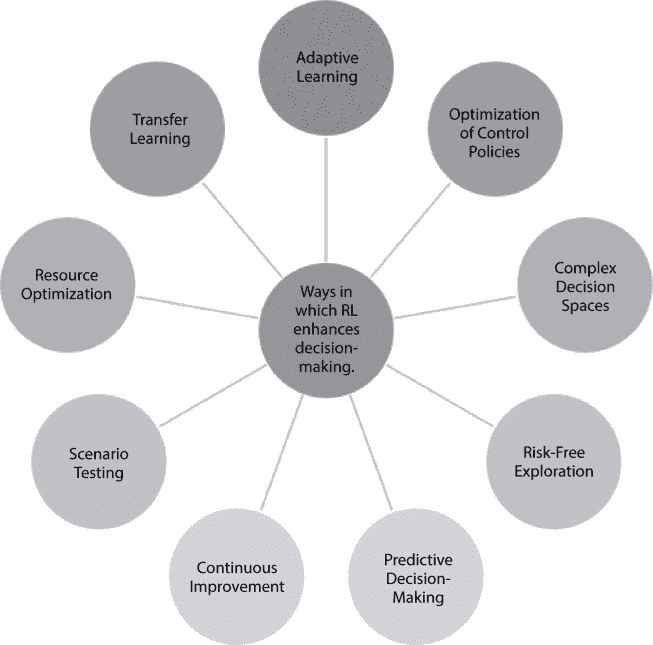 Adaptive
Learning
Optimization
of Control
Policies
Complex
Decision
Spaces
Risk-Free
Exploration
Predictive
Decision-
Making
Continuous
Improvement
Scenario
Testing
Resource
Optimization
Transfer
Learning
Ways in
which RL
enhances
decision-
making.